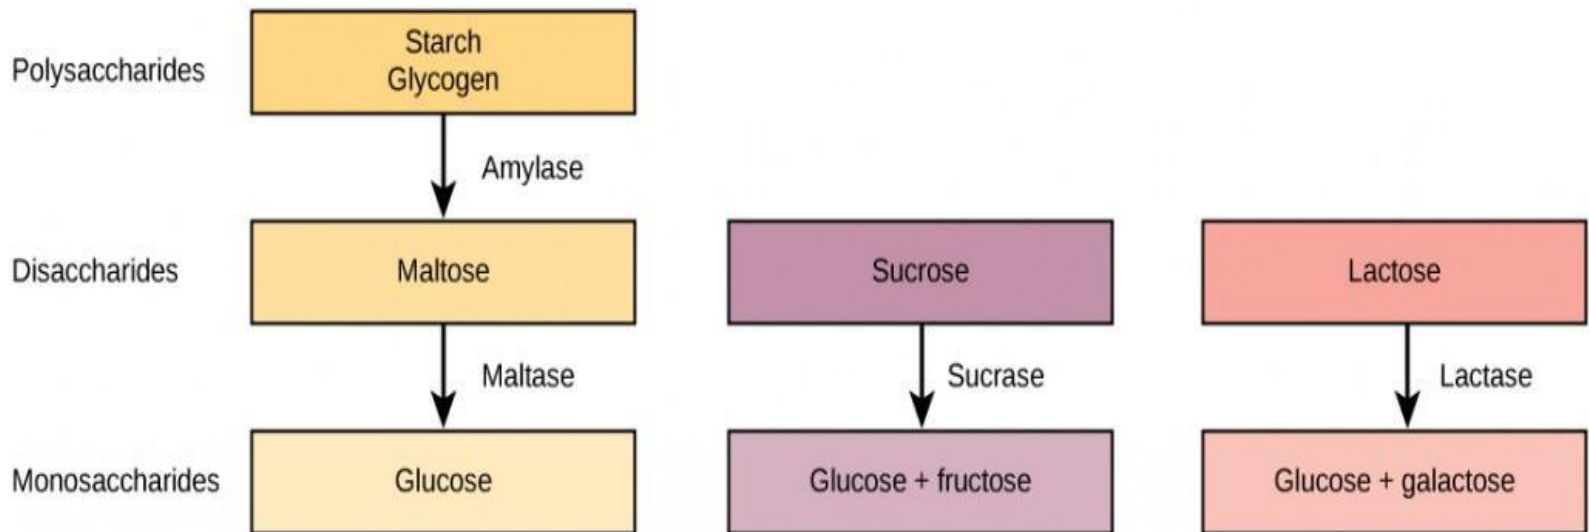 Polysaccharides
Starch
Glycogen
Amylase
Disaccharides
Maltose
Sucrose
Lactose
Maltase
Sucrase
Lactase
Monosaccharides
Glucose
Glucose + fructose
Glucose + galactose